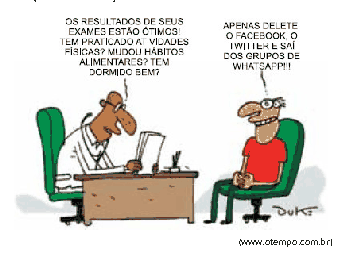 OS RESULTADOS DE SEUS
EXAMES ESTÃO ÓTIMOS!
TEM PRATICADO ATIVIDADES
FÍSICAS? MUDOU HÁBITOS
ALIMENTARES? TEM
DORMIDO BEM?
APENAS DELETE
O FACEBOOK, O
TWITTER E SAÍ
DOS GRUPOS DE
WHATSAPP!!!
DUKE
(www.otempo.com.br)